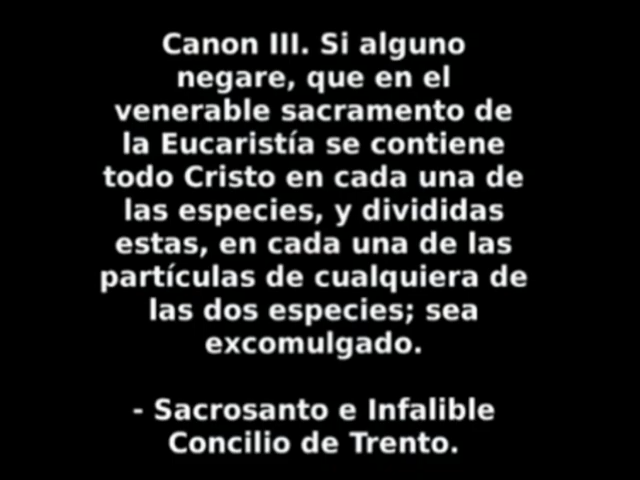 Canon III. Si alguno
negare, que en el
venerable sacramento de
la Eucaristía se contiene
todo Cristo en cada una de
las especies, y divididas
estas, en cada una de las
partículas de cualquiera de
las dos especies; sea
excomulgado.
- Sacrosanto e Infalible
Concilio de Trento.